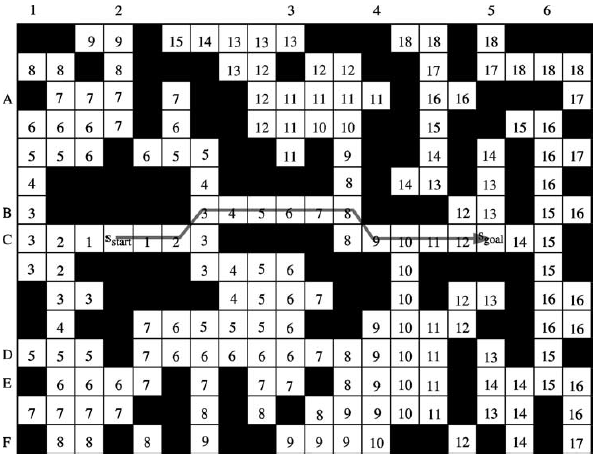 1 2 3 4 5 6
9 9 15 14 13 13 13 18 18 18
8 8 8 13 12 12 12 17 17 18 18 18
A 7 7 7 7 12 11 11 11 11 16 16 17
6 6 6 7 6 12 11 10 10 15 15 16
5 5 6 6 5 5 11 9 14 14 16 17
4 4 8 14 13 13 16
B 3 3 4 5 6 7 8 12 13 15 16
C 3 2 1 Sstart 1 2 3 8 9 10 11 12 Sgoal 14 15
3 2 3 4 5 6 10 15
3 3 4 5 6 7 10 12 13 16 16
4 7 6 5 5 5 6 9 10 11 12 16 16
D 5 5 5 7 6 6 6 6 6 7 8 9 10 11 13 15
E 6 6 6 7 7 7 7 8 9 10 11 14 14 15 16
7 7 7 7 8 8 8 9 9 10 11 13 14 16
F 8 8 8 9 9 9 9 10 12 14 17